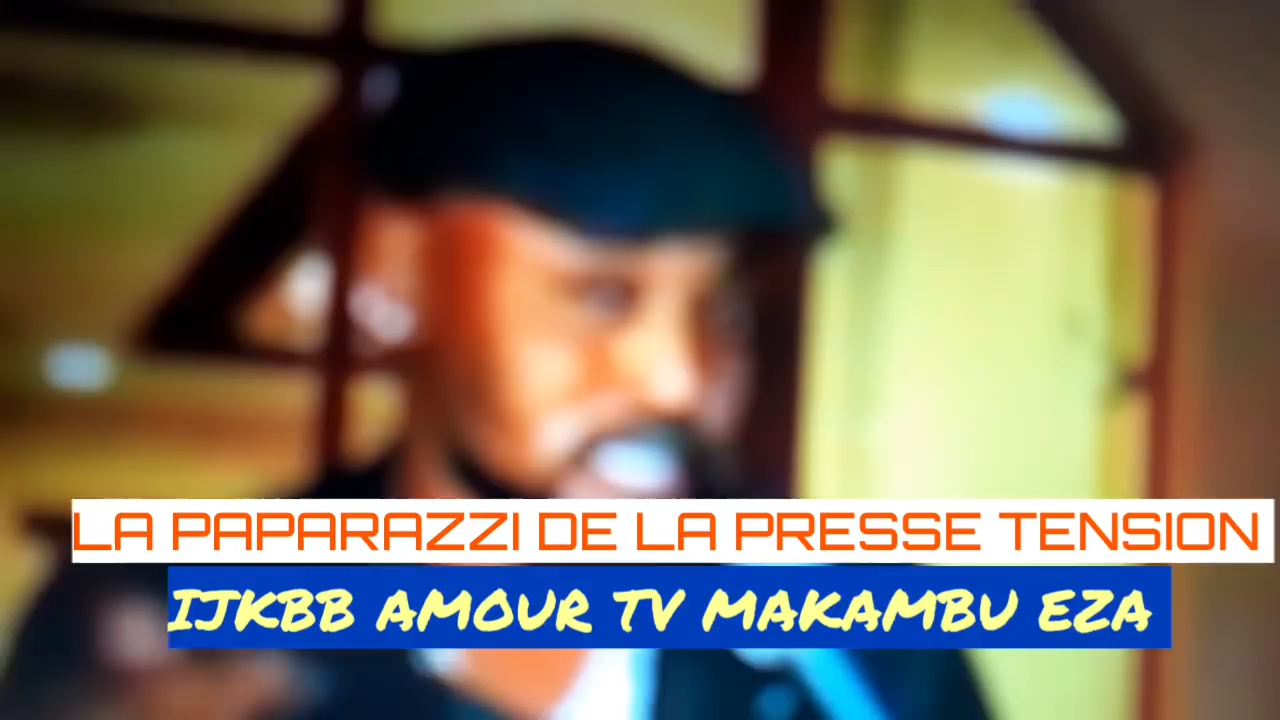 LA PAPARAZZI DE LA PRESSE TENSION
IJKBB AMOUR TV MAKAMBU EZA